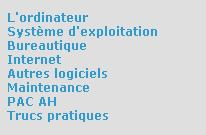 L'ordinateur
Système d'exploitation
Bureautique
Internet
Autres logiciels
Maintenance
PAC AH
Trucs pratiques